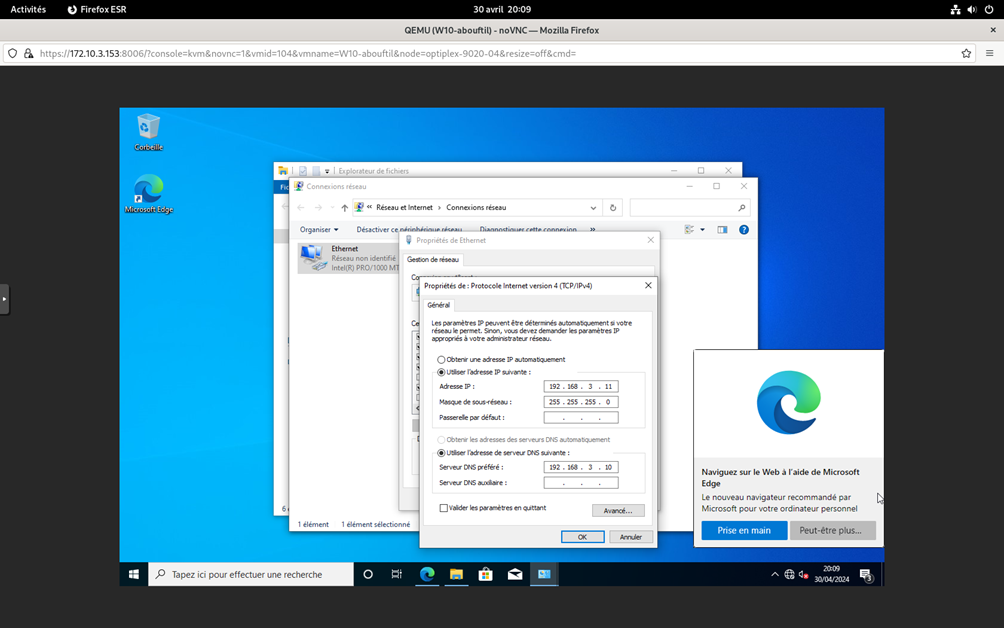 Activités
Firefox ESR
30 avril 20:09
QEMU (W10-abouftil) - noVNC — Mozilla Firefox
https://172.10.3.153:8006/?console=kvm&novnc=1&vmid=104&vmname=W10-abouftil&node=optiplex-9020-04&resize=off&cmd=
Corbeille
Microsoft Edge
Explorateur de fichiers
Connexions réseau
Réseau et Internet › Connexions réseau
Organiser
Désactiver ce périphérique réseau
Diagnostiquer cette connexion
»
Ethernet
Réseau non identifié
Intel(R) PRO/1000 MT
Propriétés de Ethernet
Gestion de réseau
Propriétés de : Protocole Internet version 4 (TCP/IPv4)
Général
Les paramètres IP peuvent être déterminés automatiquement si votre
réseau le permet. Sinon, vous devez demander les paramètres IP
appropriés à votre administrateur réseau.
Obtenir une adresse IP automatiquement
Utiliser l'adresse IP suivante :
Adresse IP : 192 . 168 . 3 . 11
Masque de sous-réseau : 255 . 255 . 255 . 0
Passerelle par défaut : . . .
Obtenir les adresses des serveurs DNS automatiquement
Utiliser l'adresse de serveur DNS suivante :
Serveur DNS préféré : 192 . 168 . 3 . 10
Serveur DNS auxiliaire : . . .
Valider les paramètres en quittant
Avancé...
OK
Annuler
1 élément
1 élément sélectionné
Naviguez sur le Web à l'aide de Microsoft
Edge
Le nouveau navigateur recommandé par
Microsoft pour votre ordinateur personnel
Prise en main
Peut-être plus...
Tapez ici pour effectuer une recherche
20:09
30/04/2024
3